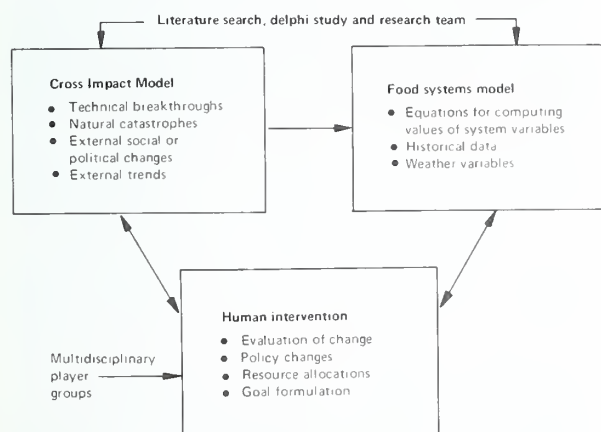 Literature search, delphi study and research team
Cross Impact Model
• Technical breakthroughs
• Natural catastrophes
• External social or
political changes
• External trends
Food systems model
• Equations for computing
values of system variables
• Historical data
• Weather variables
Human intervention
• Evaluation of change
• Policy changes
• Resource allocations
• Goal formulation
Multidisciplinary
player
groups